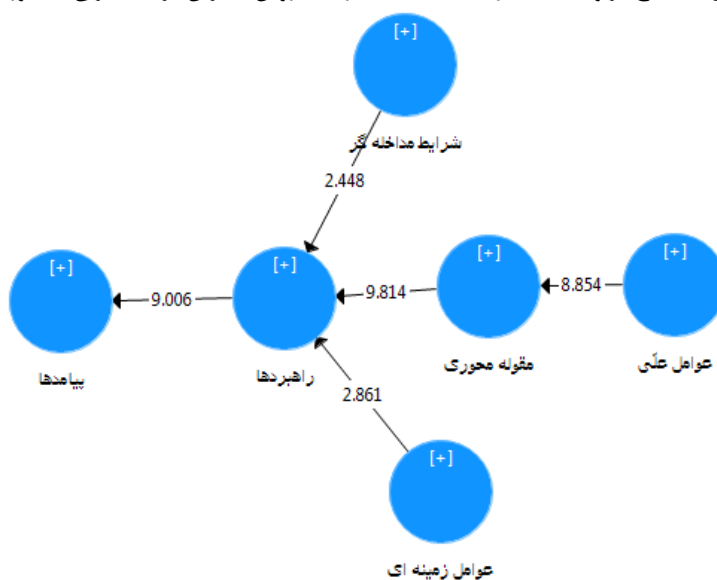 [+]
شرایط مداخله گر
2.448
[+]
عوامل علّی
8.854
[+]
مقوله محوری
9.814
[+]
راهبردها
9.006
[+]
پیامدها
2.861
[+]
عوامل زمینه ای